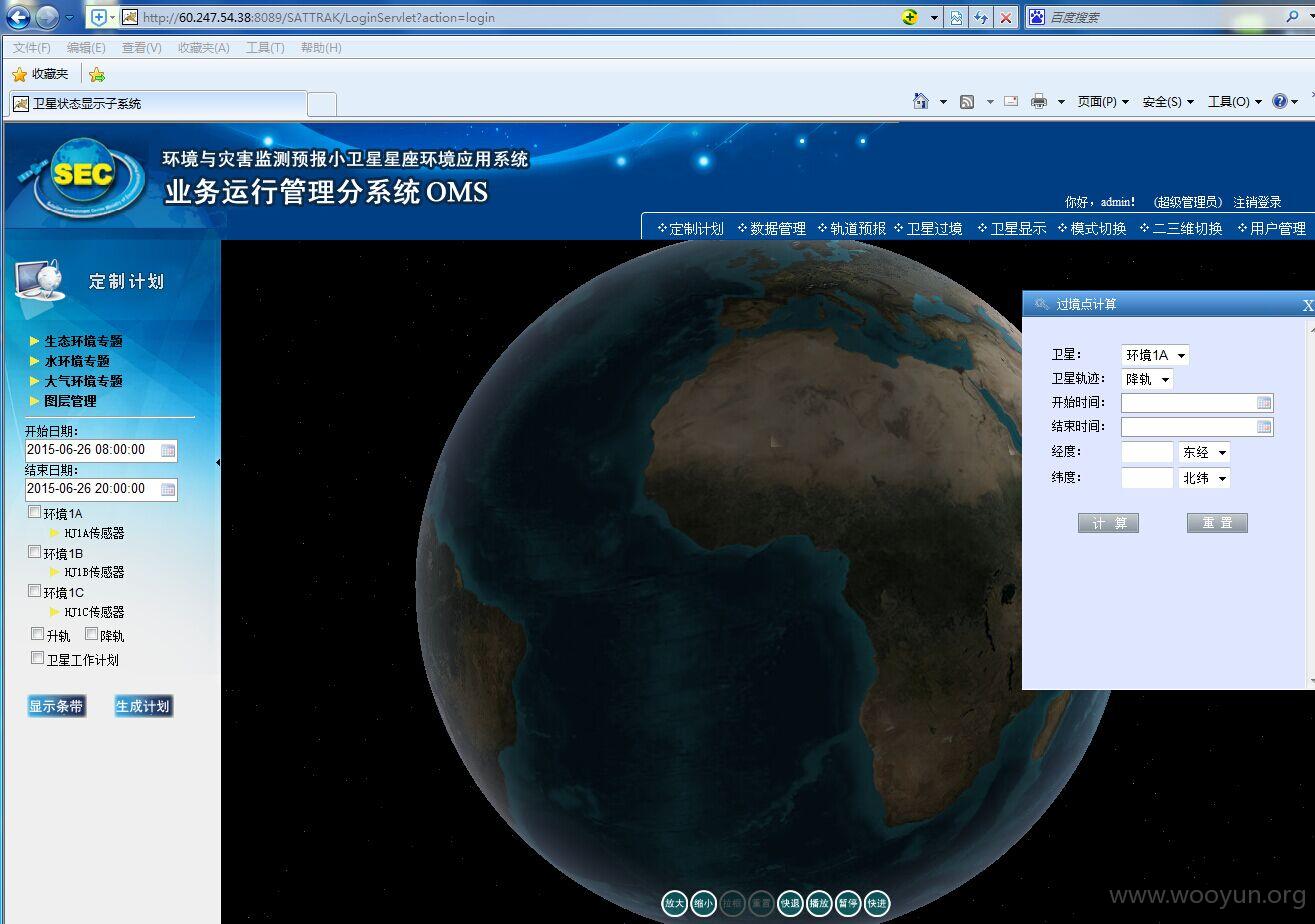 http://60.247.54.38:8089/SATTRAK/LoginServlet?action=login
百度搜索
文件(F) 编辑(E) 查看(V) 收藏夹(A) 工具(T) 帮助(H)
收藏夹
卫星状态显示子系统
页面(P) 安全(S) 工具(O)
SEC
环境与灾害监测预报小卫星星座环境应用系统
业务运行管理分系统 OMS
你好，admin! (超级管理员) 注销登录
定制计划 数据管理 轨道预报 卫星过境 卫星显示 模式切换 二三维切换 用户管理
定制计划
生态环境专题
水环境专题
大气环境专题
图层管理
开始日期：
2015-06-26 08:00:00
结束日期：
2015-06-26 20:00:00
环境1A
HJ1A传感器
环境1B
HJ1B传感器
环境1C
HJ1C传感器
升轨 降轨
卫星工作计划
显示条带 生成计划
过境点计算 X
卫星： 环境1A
卫星轨迹： 降轨
开始时间：
结束时间：
经度： 东经
纬度： 北纬
计 算 重 置
放大 缩小 拉框 重置 快退 播放 暂停 快进
www.wooyun.org